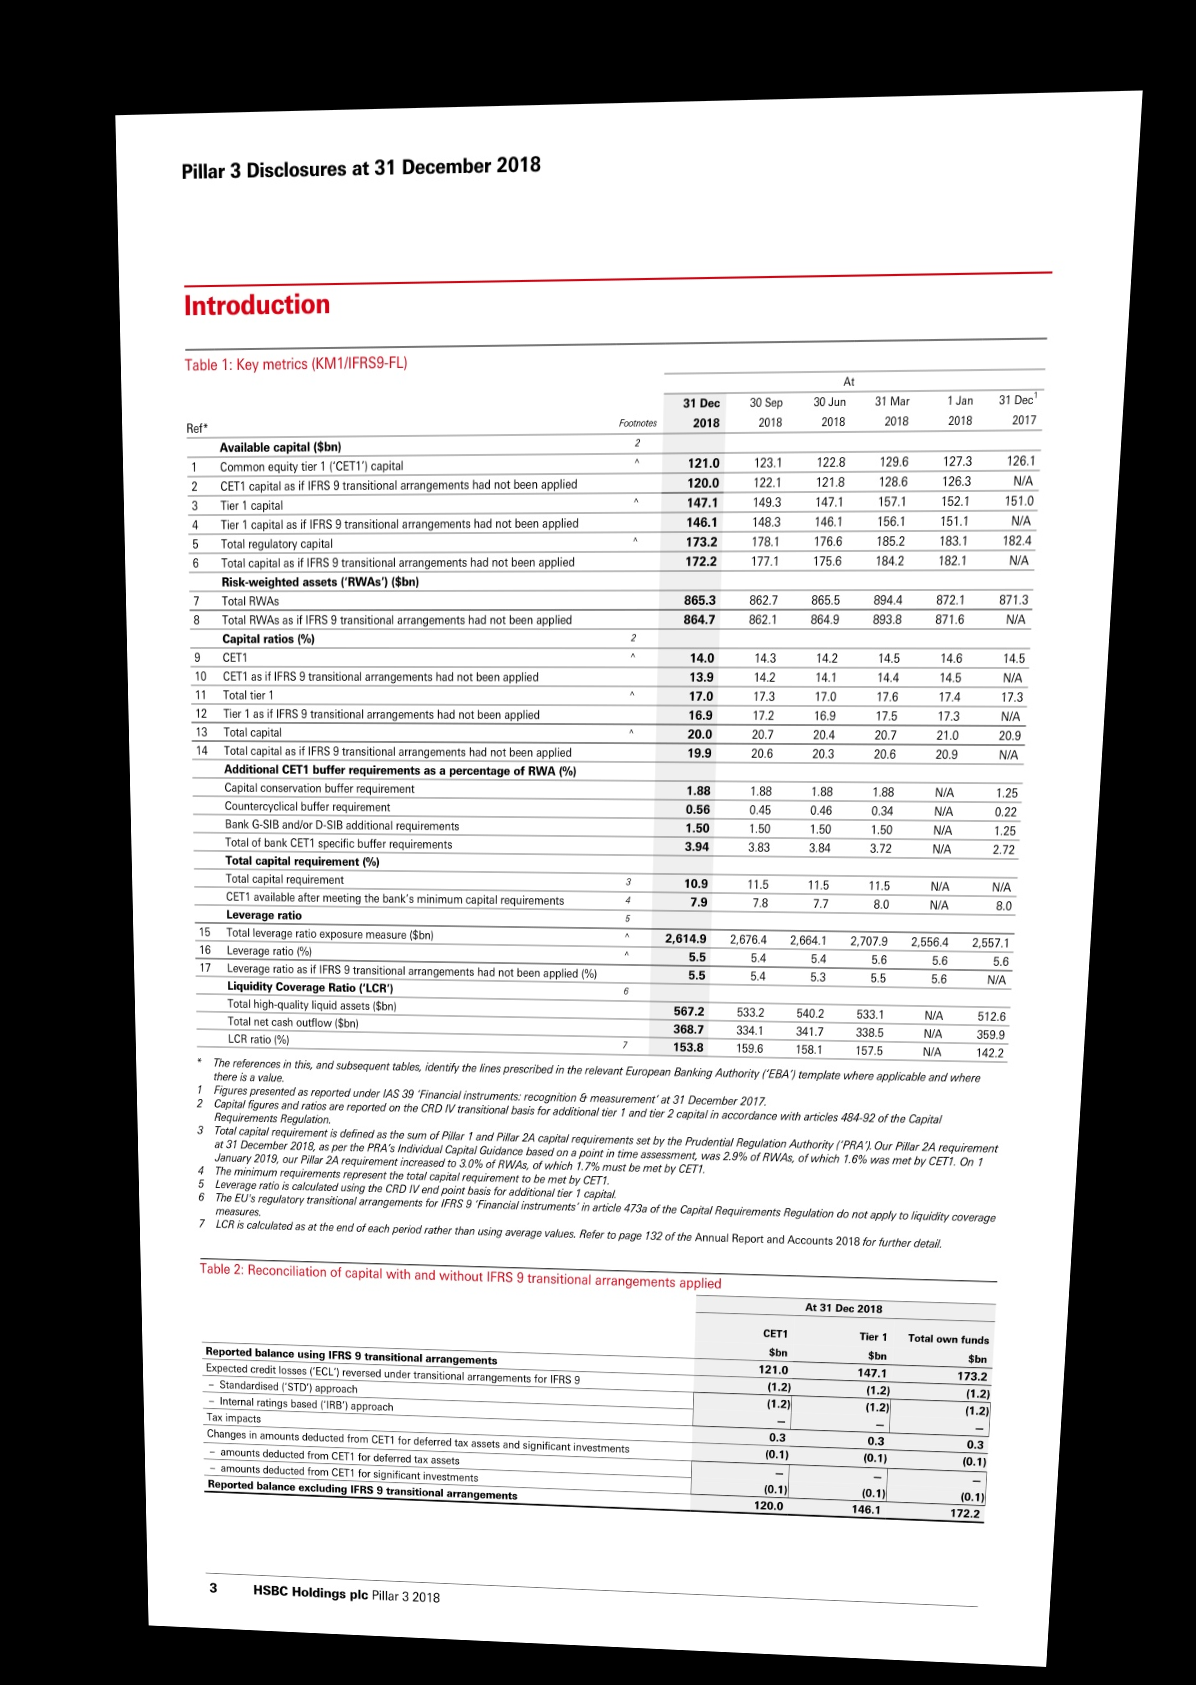 Pillar 3 Disclosures at 31 December 2018
Introduction
Table 1: Key metrics (KM1/IFRS9-FL)
At
31 Dec 30 Sep 30 Jun 31 Mar 1 Jan 31 Dec1
Ref* Footnotes 2018 2018 2018 2018 2018 2017
Available capital ($bn) 2
1 Common equity tier 1 ('CET1') capital ^ 121.0 123.1 122.8 129.6 127.3 126.1
2 CET1 capital as if IFRS 9 transitional arrangements had not been applied 120.0 122.1 121.8 128.6 126.3 N/A
3 Tier 1 capital ^ 147.1 149.3 147.1 157.1 152.1 151.0
4 Tier 1 capital as if IFRS 9 transitional arrangements had not been applied 146.1 148.3 146.1 156.1 151.1 N/A
5 Total regulatory capital ^ 173.2 178.1 176.6 185.2 183.1 182.4
6 Total capital as if IFRS 9 transitional arrangements had not been applied 172.2 177.1 175.6 184.2 182.1 N/A
Risk-weighted assets ('RWAs') ($bn)
7 Total RWAs 865.3 862.7 865.5 894.4 872.1 871.3
8 Total RWAs as if IFRS 9 transitional arrangements had not been applied 864.7 862.1 864.9 893.8 871.6 N/A
Capital ratios (%) 2
9 CET1 ^ 14.0 14.3 14.2 14.5 14.6 14.5
10 CET1 as if IFRS 9 transitional arrangements had not been applied 13.9 14.2 14.1 14.4 14.5 N/A
11 Total tier 1 ^ 17.0 17.3 17.0 17.6 17.4 17.3
12 Tier 1 as if IFRS 9 transitional arrangements had not been applied 16.9 17.2 16.9 17.5 17.3 N/A
13 Total capital ^ 20.0 20.7 20.4 20.7 21.0 20.9
14 Total capital as if IFRS 9 transitional arrangements had not been applied 19.9 20.6 20.3 20.6 20.9 N/A
Additional CET1 buffer requirements as a percentage of RWA (%)
Capital conservation buffer requirement 1.88 1.88 1.88 1.88 N/A 1.25
Countercyclical buffer requirement 0.56 0.45 0.46 0.34 N/A 0.22
Bank G-SIB and/or D-SIB additional requirements 1.50 1.50 1.50 1.50 N/A 1.25
Total of bank CET1 specific buffer requirements 3.94 3.83 3.84 3.72 N/A 2.72
Total capital requirement (%)
Total capital requirement 3 10.9 11.5 11.5 11.5 N/A N/A
CET1 available after meeting the bank's minimum capital requirements 4 7.9 7.8 7.7 8.0 N/A 8.0
Leverage ratio 5
15 Total leverage ratio exposure measure ($bn) ^ 2,614.9 2,676.4 2,664.1 2,707.9 2,556.4 2,557.1
16 Leverage ratio (%) ^ 5.5 5.4 5.4 5.6 5.6 5.6
17 Leverage ratio as if IFRS 9 transitional arrangements had not been applied (%) 5.5 5.4 5.3 5.5 5.6 N/A
Liquidity Coverage Ratio ('LCR') 6
Total high-quality liquid assets ($bn) 567.2 533.2 540.2 533.1 N/A 512.6
Total net cash outflow ($bn) 368.7 334.1 341.7 338.5 N/A 359.9
LCR ratio (%) 7 153.8 159.6 158.1 157.5 N/A 142.2
* The references in this, and subsequent tables, identify the lines prescribed in the relevant European Banking Authority ('EBA') template where applicable and where
there is a value.
1 Figures presented as reported under IAS 39 'Financial instruments: recognition & measurement' at 31 December 2017.
2 Capital figures and ratios are reported on the CRD IV transitional basis for additional tier 1 and tier 2 capital in accordance with articles 484-92 of the Capital
Requirements Regulation.
3 Total capital requirement is defined as the sum of Pillar 1 and Pillar 2A capital requirements set by the Prudential Regulation Authority ('PRA'). Our Pillar 2A requirement
at 31 December 2018, as per the PRA's Individual Capital Guidance based on a point in time assessment, was 2.9% of RWAs, of which 1.6% was met by CET1. On 1
January 2019, our Pillar 2A requirement increased to 3.0% of RWAs, of which 1.7% must be met by CET1.
4 The minimum requirements represent the total capital requirement to be met by CET1.
5 Leverage ratio is calculated using the CRD IV end point basis for additional tier 1 capital.
6 The EU's regulatory transitional arrangements for IFRS 9 'Financial instruments' in article 473a of the Capital Requirements Regulation do not apply to liquidity coverage
measures.
7 LCR is calculated as at the end of each period rather than using average values. Refer to page 132 of the Annual Report and Accounts 2018 for further detail.
Table 2: Reconciliation of capital with and without IFRS 9 transitional arrangements applied
At 31 Dec 2018
CET1 Tier 1 Total own funds
$bn $bn $bn
Reported balance using IFRS 9 transitional arrangements 121.0 147.1 173.2
Expected credit losses ('ECL') reversed under transitional arrangements for IFRS 9 (1.2) (1.2) (1.2)
– Standardised ('STD') approach (1.2) (1.2) (1.2)
– Internal ratings based ('IRB') approach – – –
Tax impacts 0.3 0.3 0.3
Changes in amounts deducted from CET1 for deferred tax assets and significant investments (0.1) (0.1) (0.1)
– amounts deducted from CET1 for deferred tax assets – – –
– amounts deducted from CET1 for significant investments (0.1) (0.1) (0.1)
Reported balance excluding IFRS 9 transitional arrangements 120.0 146.1 172.2
3 HSBC Holdings plc Pillar 3 2018